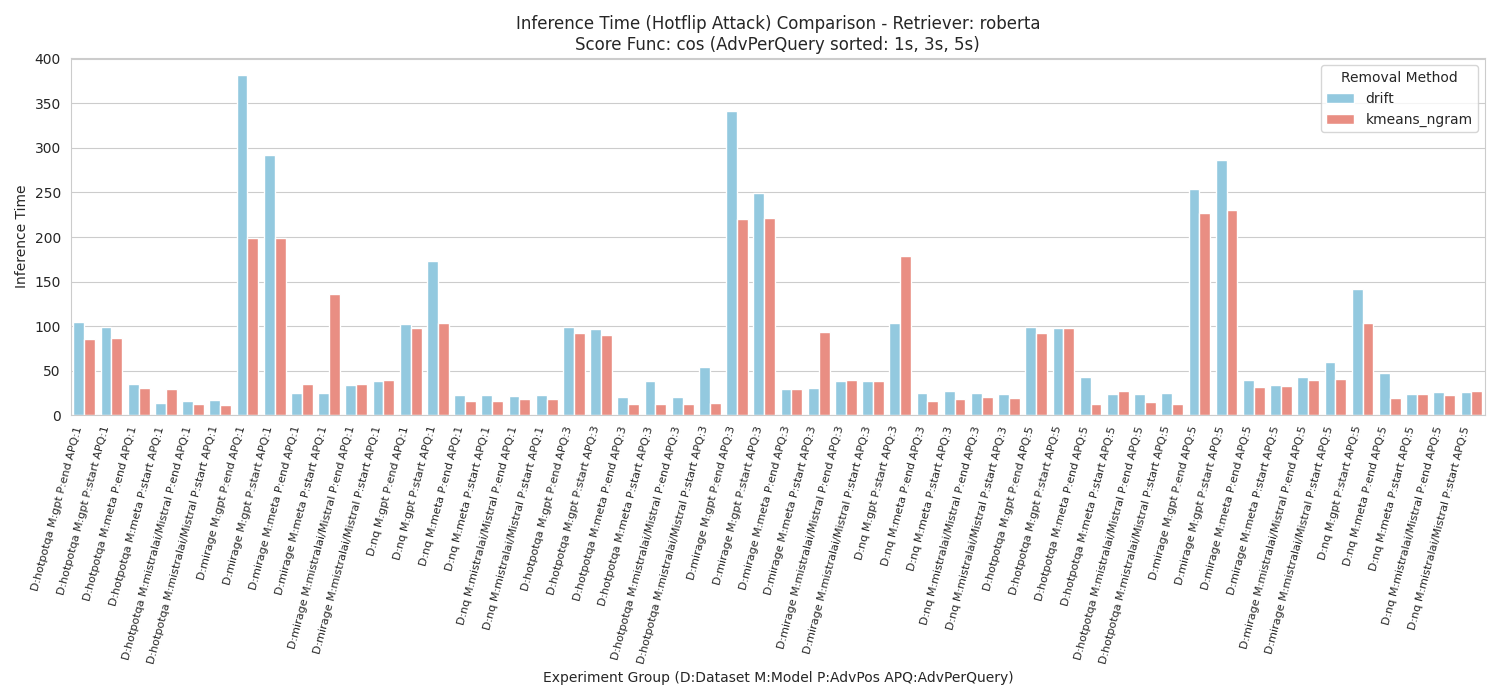 Inference Time (Hotflip Attack) Comparison - Retriever: roberta
Score Func: cos (AdvPerQuery sorted: 1s, 3s, 5s)
Removal Method
drift
kmeans_ngram
Inference Time
400
350
300
250
200
150
100
50
0
D:hotpotqa M:gpt P:end APQ:1
D:hotpotqa M:gpt P:start APQ:1
D:hotpotqa M:meta P:end APQ:1
D:hotpotqa M:meta P:start APQ:1
D:hotpotqa M:mistralai/Mistral P:end APQ:1
D:hotpotqa M:mistralai/Mistral P:start APQ:1
D:mirage M:gpt P:end APQ:1
D:mirage M:gpt P:start APQ:1
D:mirage M:meta P:end APQ:1
D:mirage M:meta P:start APQ:1
D:mirage M:mistralai/Mistral P:end APQ:1
D:mirage M:mistralai/Mistral P:start APQ:1
D:nq M:gpt P:end APQ:1
D:nq M:gpt P:start APQ:1
D:nq M:meta P:end APQ:1
D:nq M:meta P:start APQ:1
D:nq M:mistralai/Mistral P:end APQ:1
D:nq M:mistralai/Mistral P:start APQ:1
D:hotpotqa M:gpt P:end APQ:3
D:hotpotqa M:gpt P:start APQ:3
D:hotpotqa M:meta P:end APQ:3
D:hotpotqa M:meta P:start APQ:3
D:hotpotqa M:mistralai/Mistral P:end APQ:3
D:hotpotqa M:mistralai/Mistral P:start APQ:3
D:mirage M:gpt P:end APQ:3
D:mirage M:gpt P:start APQ:3
D:mirage M:meta P:end APQ:3
D:mirage M:meta P:start APQ:3
D:mirage M:mistralai/Mistral P:end APQ:3
D:mirage M:mistralai/Mistral P:start APQ:3
D:nq M:gpt P:start APQ:3
D:nq M:meta P:end APQ:3
D:nq M:meta P:start APQ:3
D:nq M:mistralai/Mistral P:end APQ:3
D:nq M:mistralai/Mistral P:start APQ:3
D:hotpotqa M:gpt P:end APQ:5
D:hotpotqa M:gpt P:start APQ:5
D:hotpotqa M:meta P:end APQ:5
D:hotpotqa M:meta P:start APQ:5
D:hotpotqa M:mistralai/Mistral P:end APQ:5
D:hotpotqa M:mistralai/Mistral P:start APQ:5
D:mirage M:gpt P:end APQ:5
D:mirage M:gpt P:start APQ:5
D:mirage M:meta P:end APQ:5
D:mirage M:meta P:start APQ:5
D:mirage M:mistralai/Mistral P:end APQ:5
D:mirage M:mistralai/Mistral P:start APQ:5
D:nq M:gpt P:start APQ:5
D:nq M:meta P:end APQ:5
D:nq M:meta P:start APQ:5
D:nq M:mistralai/Mistral P:end APQ:5
D:nq M:mistralai/Mistral P:start APQ:5
Experiment Group (D:Dataset M:Model P:AdvPos APQ:AdvPerQuery)